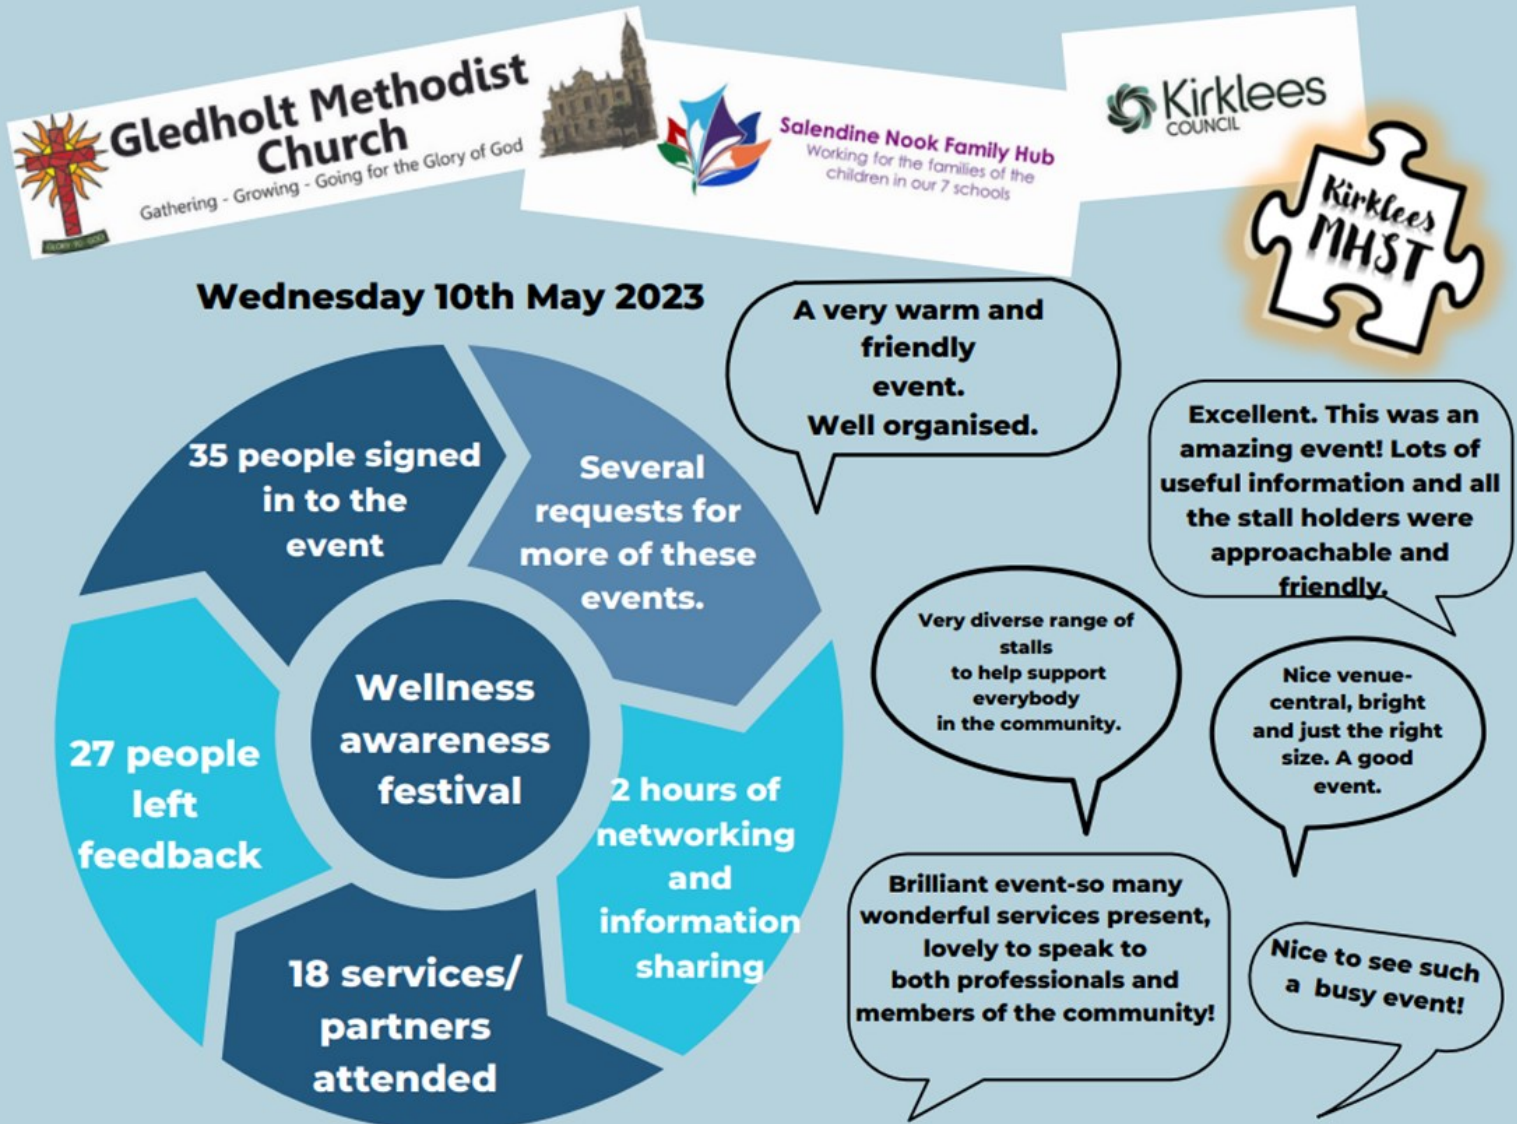 Gledholt Methodist
Church
Gathering - Growing - Going for the Glory of God
GLORY TO GOD
Salendine Nook Family Hub
Working for the families of the
children in our 7 schools
Kirklees
COUNCIL
Kirklees
MHST
Wednesday 10th May 2023
35 people signed
in to the
event
Several
requests for
more of these
events.
2 hours of
networking
and
information
sharing
18 services/
partners
attended
27 people
left
feedback
Wellness
awareness
festival
A very warm and
friendly
event.
Well organised.
Excellent. This was an
amazing event! Lots of
useful information and all
the stall holders were
approachable and
friendly.
Very diverse range of
stalls
to help support
everybody
in the community.
Nice venue-
central, bright
and just the right
size. A good
event.
Brilliant event-so many
wonderful services present,
lovely to speak to
both professionals and
members of the community!
Nice to see such
a busy event!